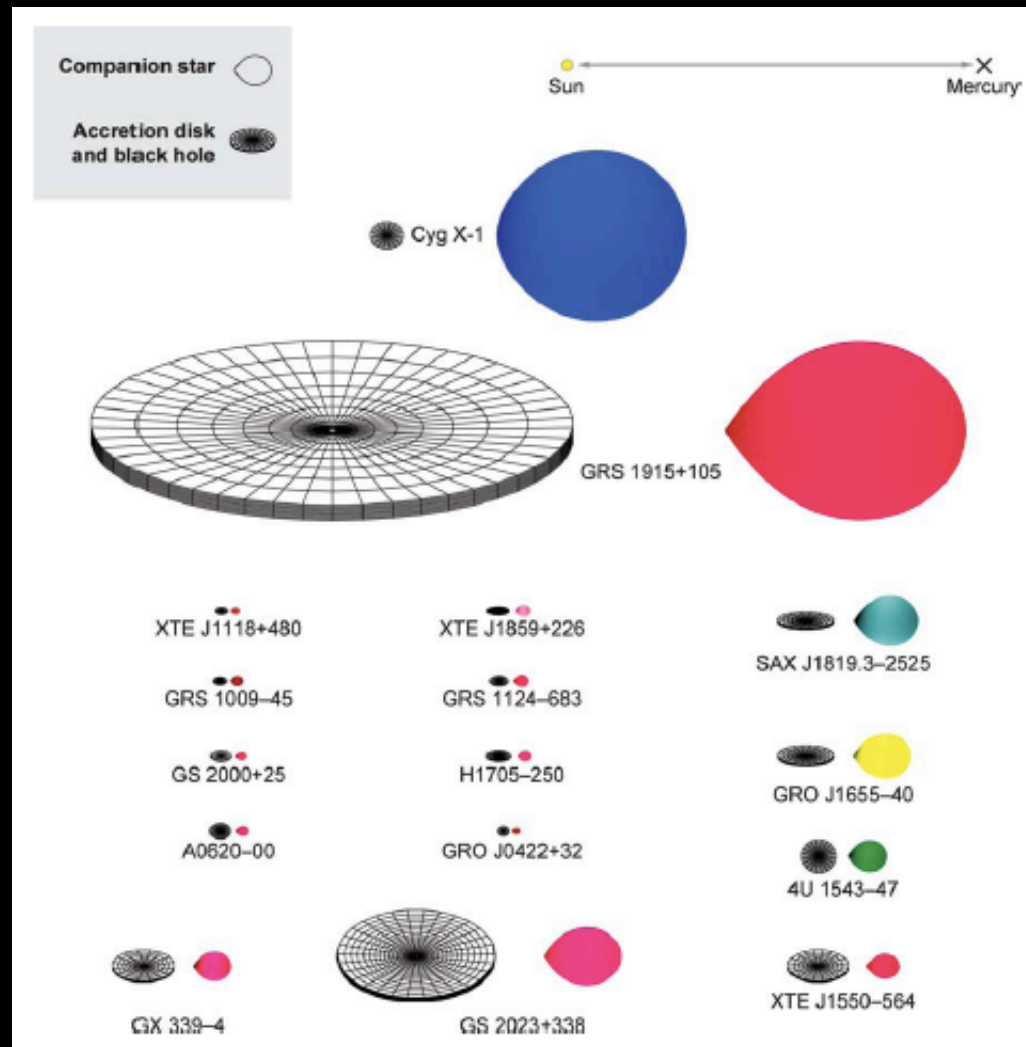 Companion star
Accretion disk
and black hole
Sun
Mercury
Cyg X-1
GRS 1915+105
XTE J1118+480
XTE J1859+226
SAX J1819.3–2525
GRS 1009–45
GRS 1124–683
GS 2000+25
H1705–250
GRO J1655–40
A0620–00
GRO J0422+32
4U 1543–47
GX 339–4
GS 2023+338
XTE J1550–564